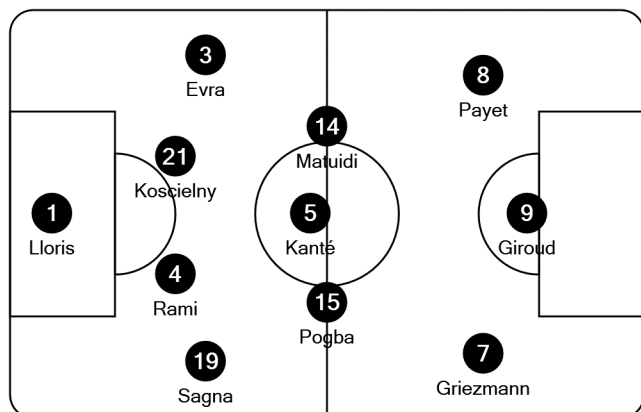 3
Evra
8
Payet
14
Matuidi
21
Koscielny
1
Lloris
5
Kanté
9
Giroud
4
Rami
15
Pogba
19
Sagna
7
Griezmann